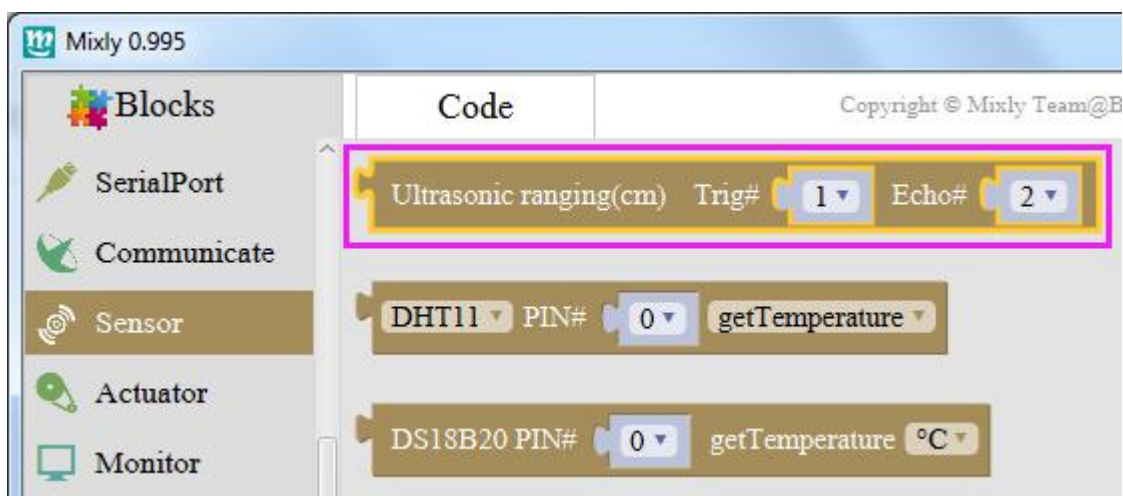 Mixly 0.995
Blocks
Code
Copyright © Mixly Team@B
SerialPort
Communicate
Sensor
Actuator
Monitor
Ultrasonic ranging(cm) Trig# 1 Echo# 2
DHT11 PIN# 0 getTemperature
DS18B20 PIN# 0 getTemperature °C